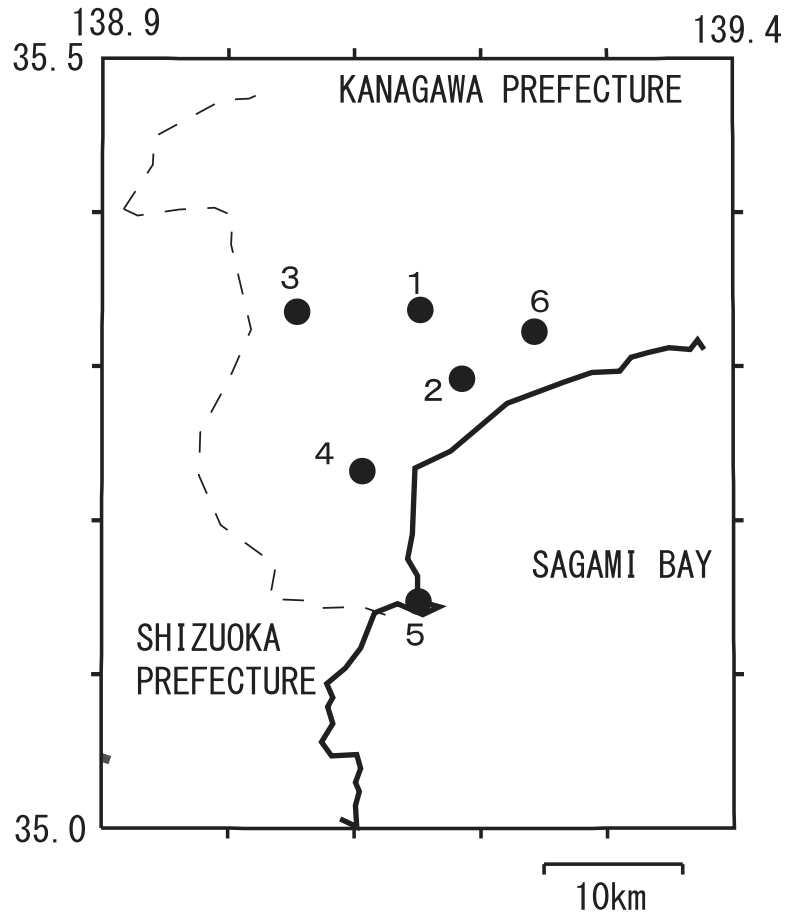 138.9
139.4
35.5
KANAGAWA PREFECTURE
3
1
6
2
4
SAGAMI BAY
5
SHIZUOKA
PREFECTURE
35.0
10km